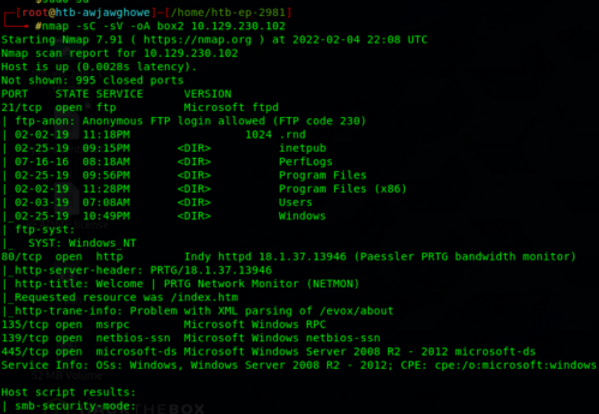 [root@htb-awjawghowe]-[/home/htb-ep-2981]
#nmap -sC -sV -oA box2 10.129.230.102
Starting Nmap 7.91 ( https://nmap.org ) at 2022-02-04 22:08 UTC
Nmap scan report for 10.129.230.102
Host is up (0.0028s latency).
Not shown: 995 closed ports
PORT    STATE SERVICE      VERSION
21/tcp  open  ftp          Microsoft ftpd
| ftp-anon: Anonymous FTP login allowed (FTP code 230)
| 02-02-19  11:18PM                 1024 .rnd
| 02-25-19  09:15PM       <DIR>          inetpub
| 07-16-16  08:18AM       <DIR>          PerfLogs
| 02-25-19  09:56PM       <DIR>          Program Files
| 02-02-19  11:28PM       <DIR>          Program Files (x86)
| 02-03-19  07:08AM       <DIR>          Users
|_02-25-19  10:49PM       <DIR>          Windows
| ftp-syst:
|_  SYST: Windows_NT
80/tcp  open  http         Indy httpd 18.1.37.13946 (Paessler PRTG bandwidth monitor)
|_http-server-header: PRTG/18.1.37.13946
| http-title: Welcome | PRTG Network Monitor (NETMON)
|_Requested resource was /index.htm
|_http-trane-info: Problem with XML parsing of /evox/about
135/tcp open  msrpc        Microsoft Windows RPC
139/tcp open  netbios-ssn  Microsoft Windows netbios-ssn
445/tcp open  microsoft-ds Microsoft Windows Server 2008 R2 - 2012 microsoft-ds
Service Info: OSs: Windows, Windows Server 2008 R2 - 2012; CPE: cpe:/o:microsoft:windows
Host script results:
| smb-security-mode: